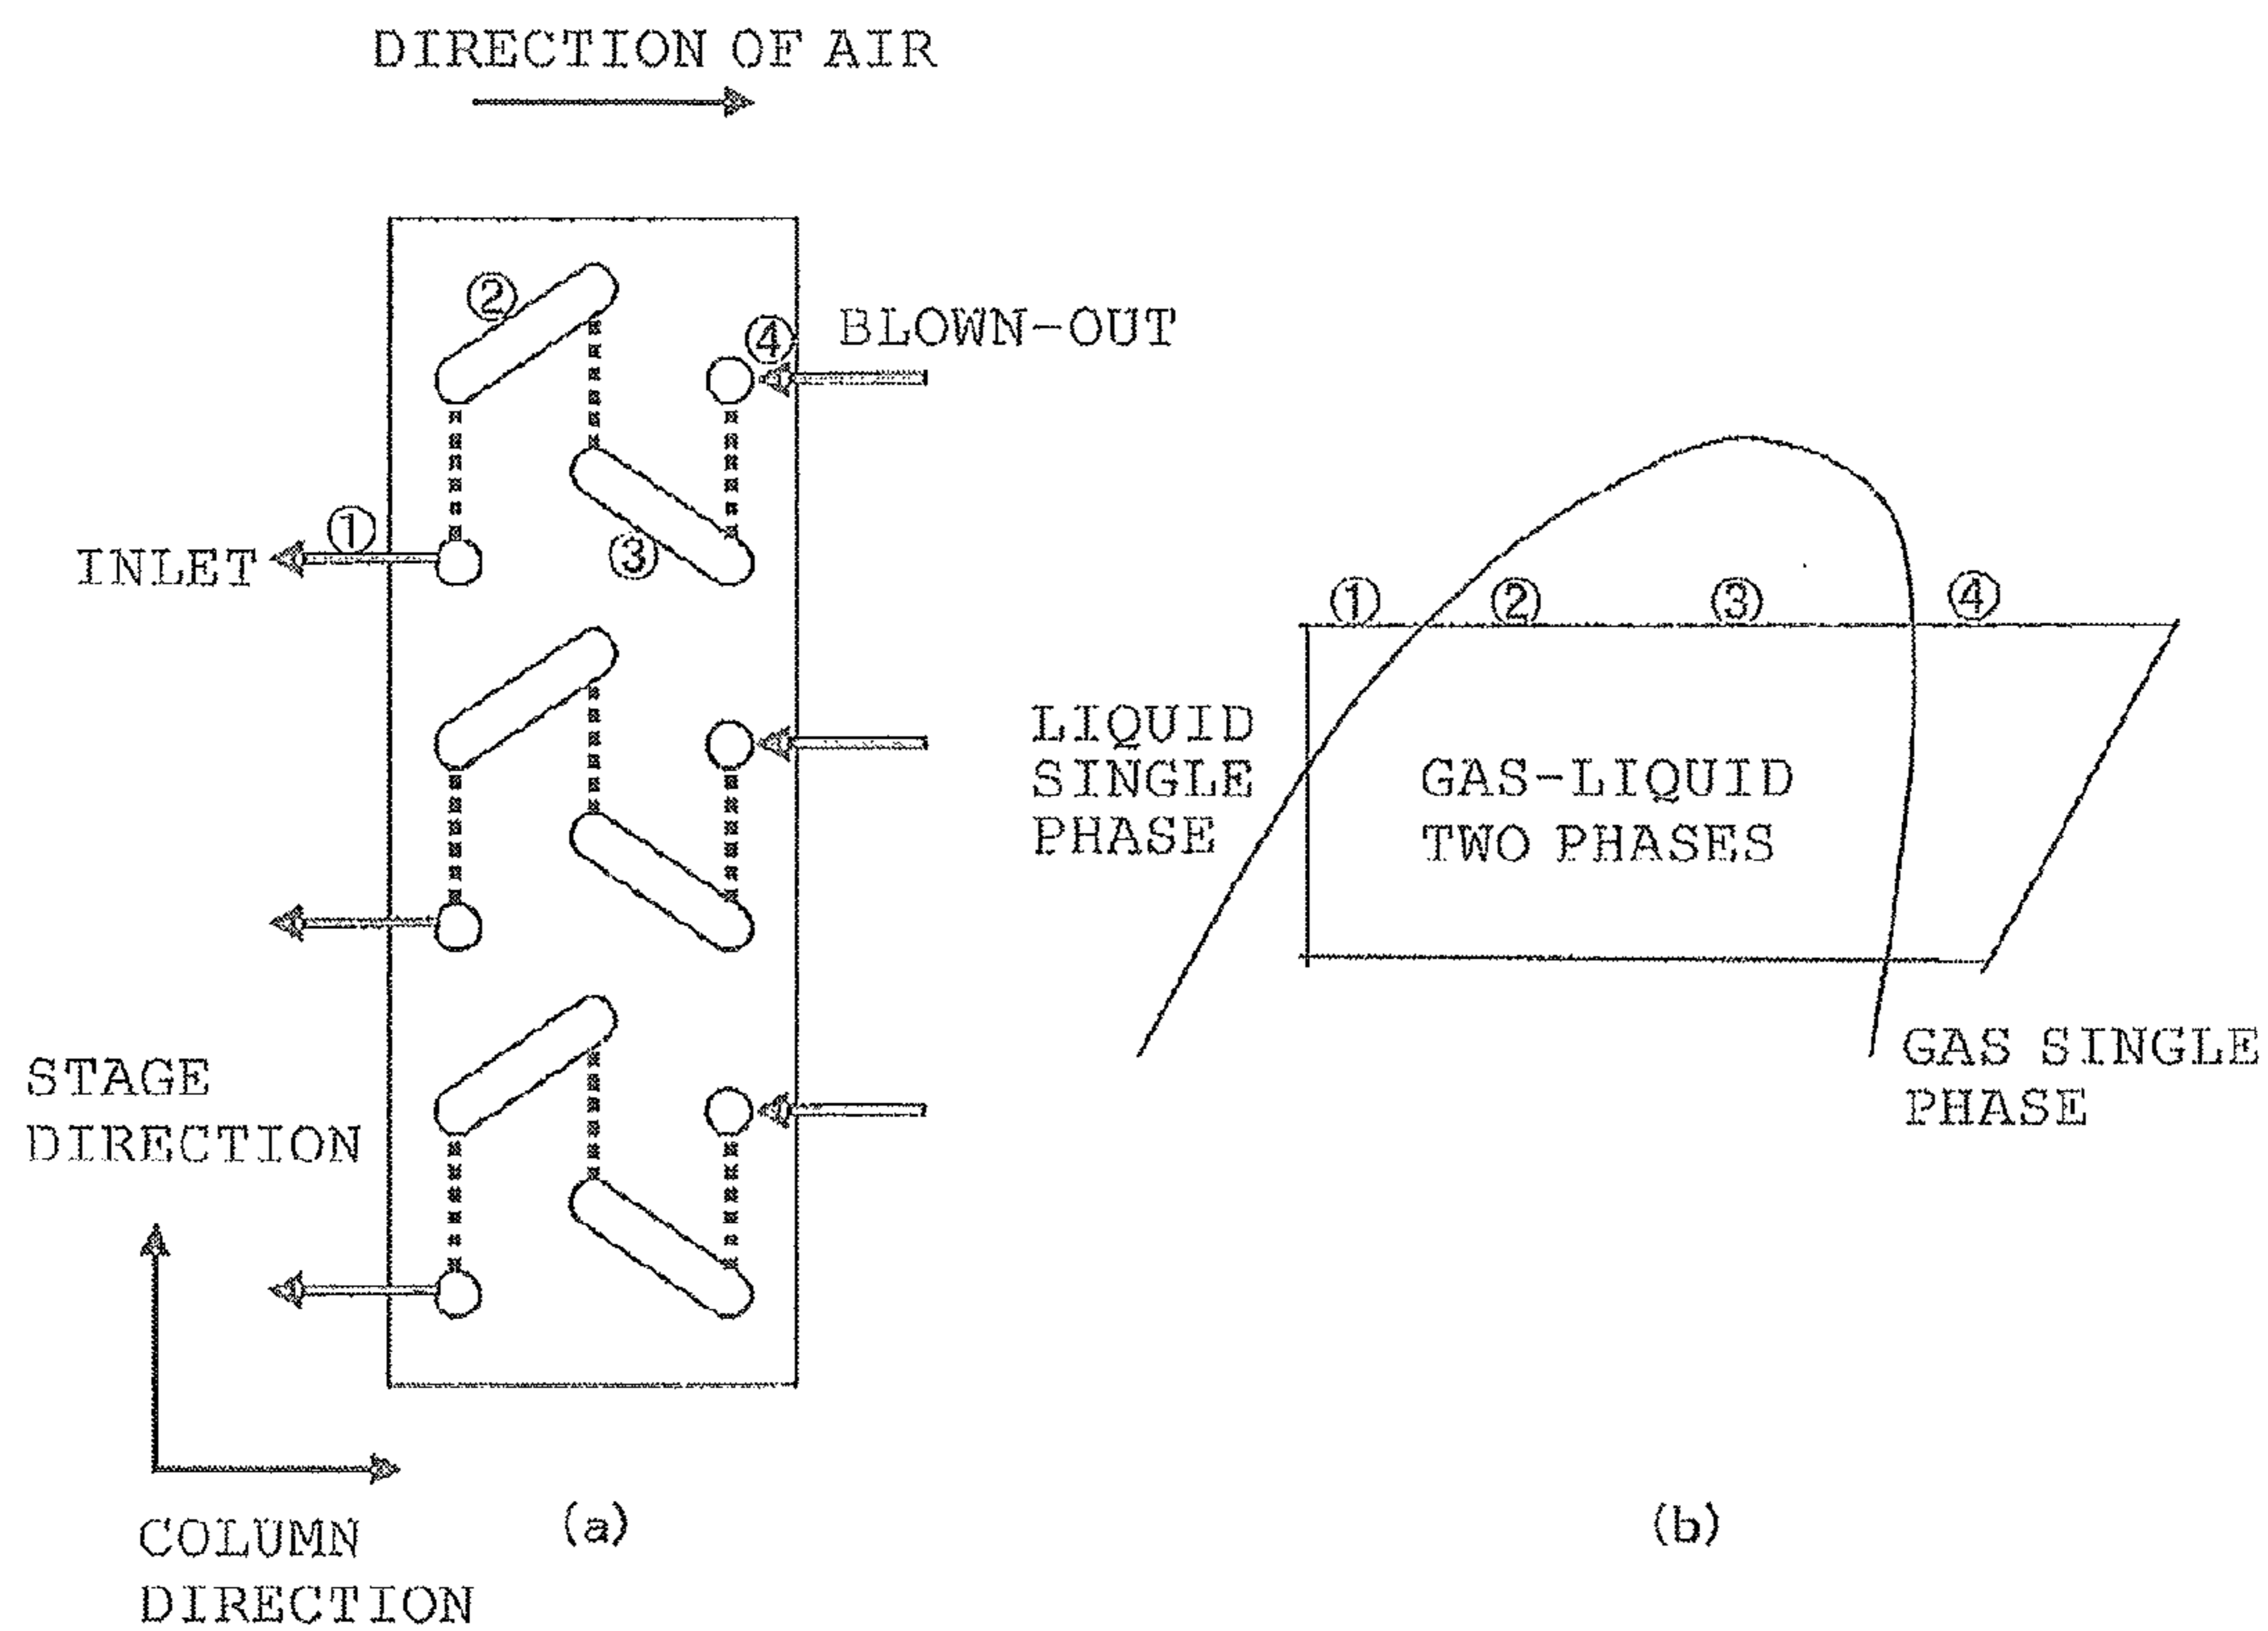 DIRECTION OF AIR
②
④
BLOWN-OUT
①
INLET
③
STAGE
DIRECTION
COLUMN
DIRECTION
(a)
①
②
③
④
LIQUID
SINGLE
PHASE
GAS-LIQUID
TWO PHASES
GAS SINGLE
PHASE
(b)